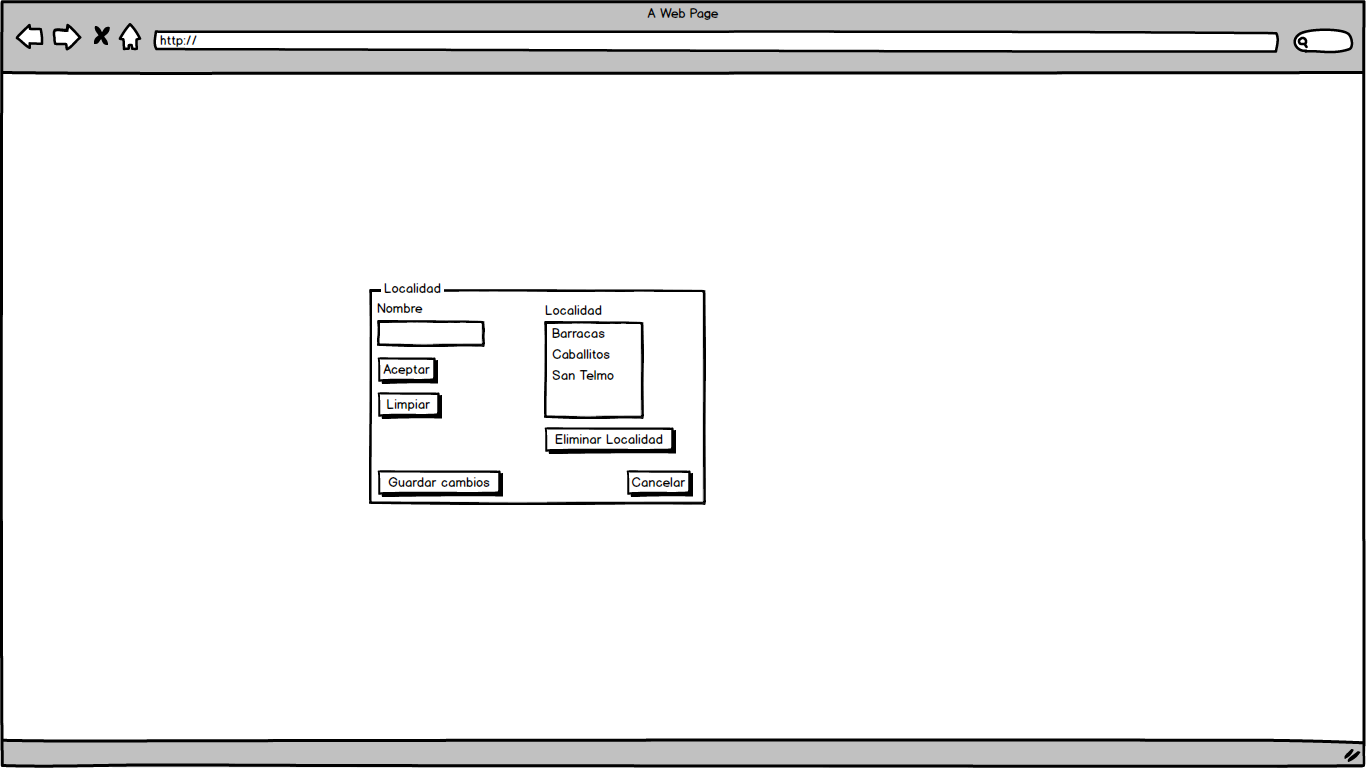 A Web Page
http://
Localidad
Nombre
Aceptar
Limpiar
Localidad
Barracas
Caballitos
San Telmo
Eliminar Localidad
Guardar cambios
Cancelar